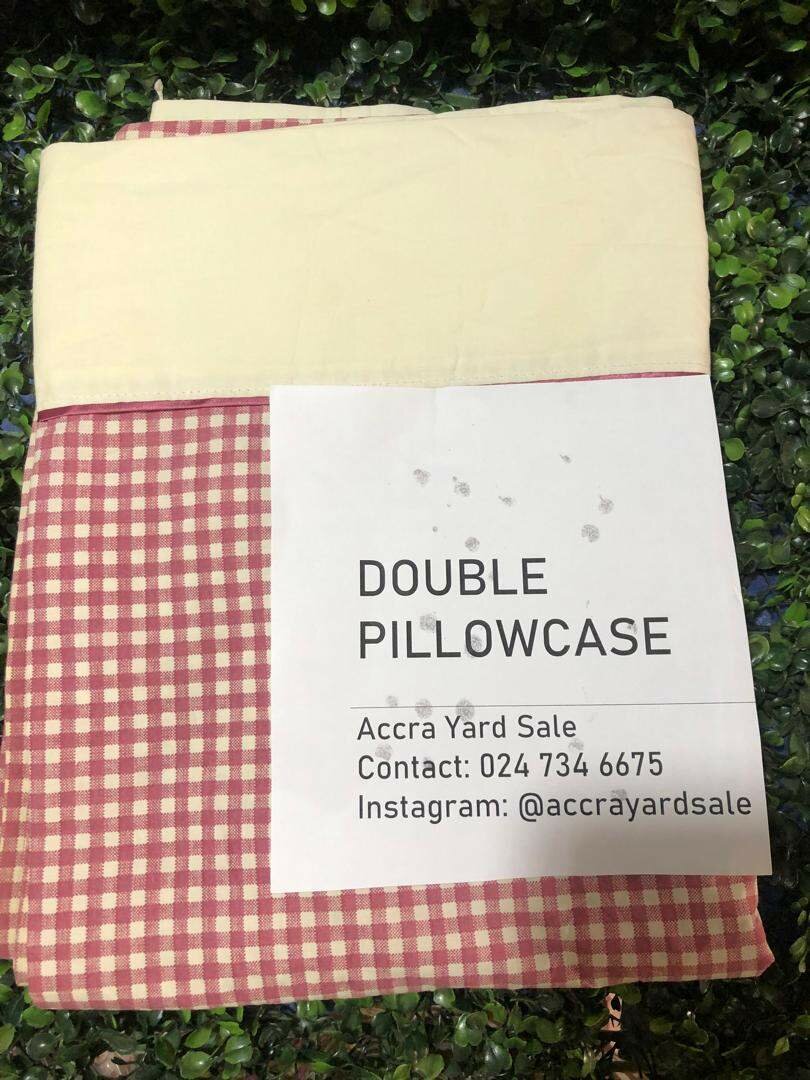 DOUBLE
PILLOWCASE
Accra Yard Sale
Contact: 024 734 6675
Instagram: @accrayardsale